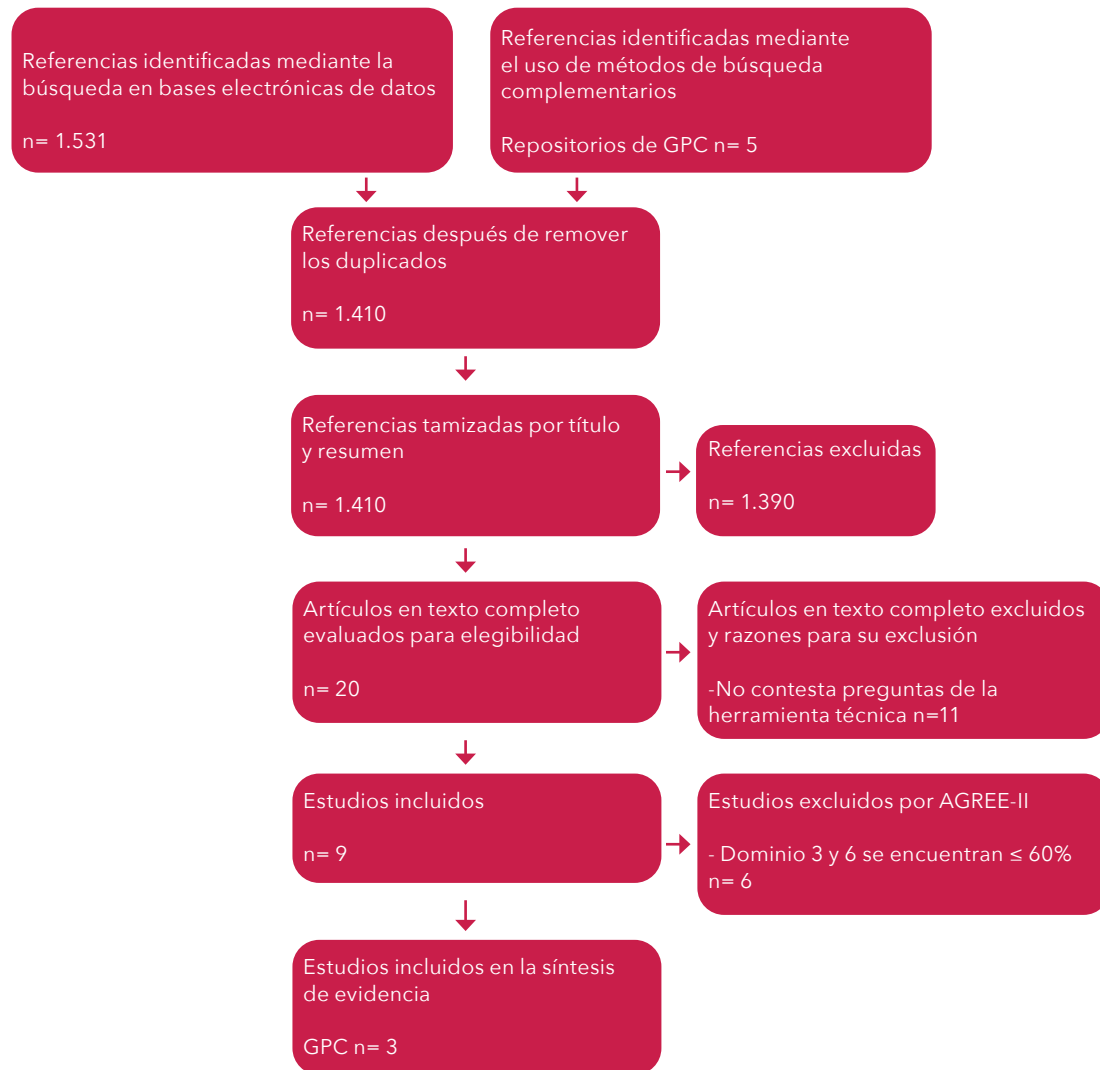 Referencias identificadas mediante la
búsqueda en bases electrónicas de datos
n= 1.531
Referencias identificadas mediante
el uso de métodos de búsqueda
complementarios
Repositorios de GPC n= 5
Referencias después de remover
los duplicados
n= 1.410
Referencias tamizadas por título
y resumen
n= 1.410
Referencias excluidas
n= 1.390
Artículos en texto completo
evaluados para elegibilidad
n= 20
Artículos en texto completo excluidos
y razones para su exclusión
-No contesta preguntas de la
herramienta técnica n=11
Estudios incluidos
n= 9
Estudios excluidos por AGREE-II
- Dominio 3 y 6 se encuentran ≤ 60%
n= 6
Estudios incluidos en la síntesis
de evidencia
GPC n= 3